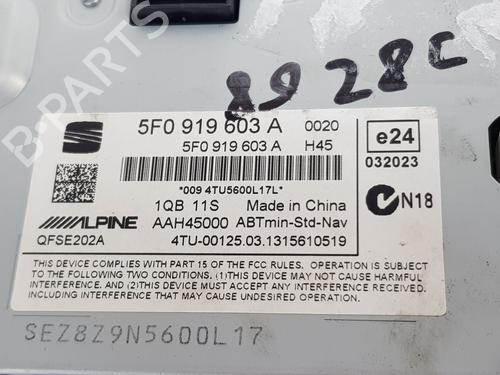 8928C
5F0 919 603 A 0020
5F0 919 603 A H45
e24
032023
*009 4TU5600L17L*
1QB 11S Made in China
N18
ALPINE AAH45000 ABTmin-Std-Nav
QFSE202A 4TU-00125.03.1315610519
THIS DEVICE COMPLIES WITH PART 15 OF THE FCC RULES. OPERATION IS SUBJECT
TO THE FOLLOWING TWO CONDITIONS. (1)THIS DEVICE MAY NOT CAUSE HARMFUL
INTERFERENCE, AND (2)THIS DEVICE MUST ACCEPT ANY INTERFERENCE RECEIVED.
INCLUDING INTERFERENCE THAT MAY CAUSE UNDESIRED OPERATION.
SEZ8Z9N5600L17
B-PARTS